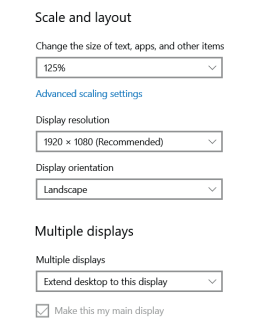 Scale and layout
Change the size of text, apps, and other items
125%
Advanced scaling settings
Display resolution
1920 × 1080 (Recommended)
Display orientation
Landscape
Multiple displays
Multiple displays
Extend desktop to this display
Make this my main display